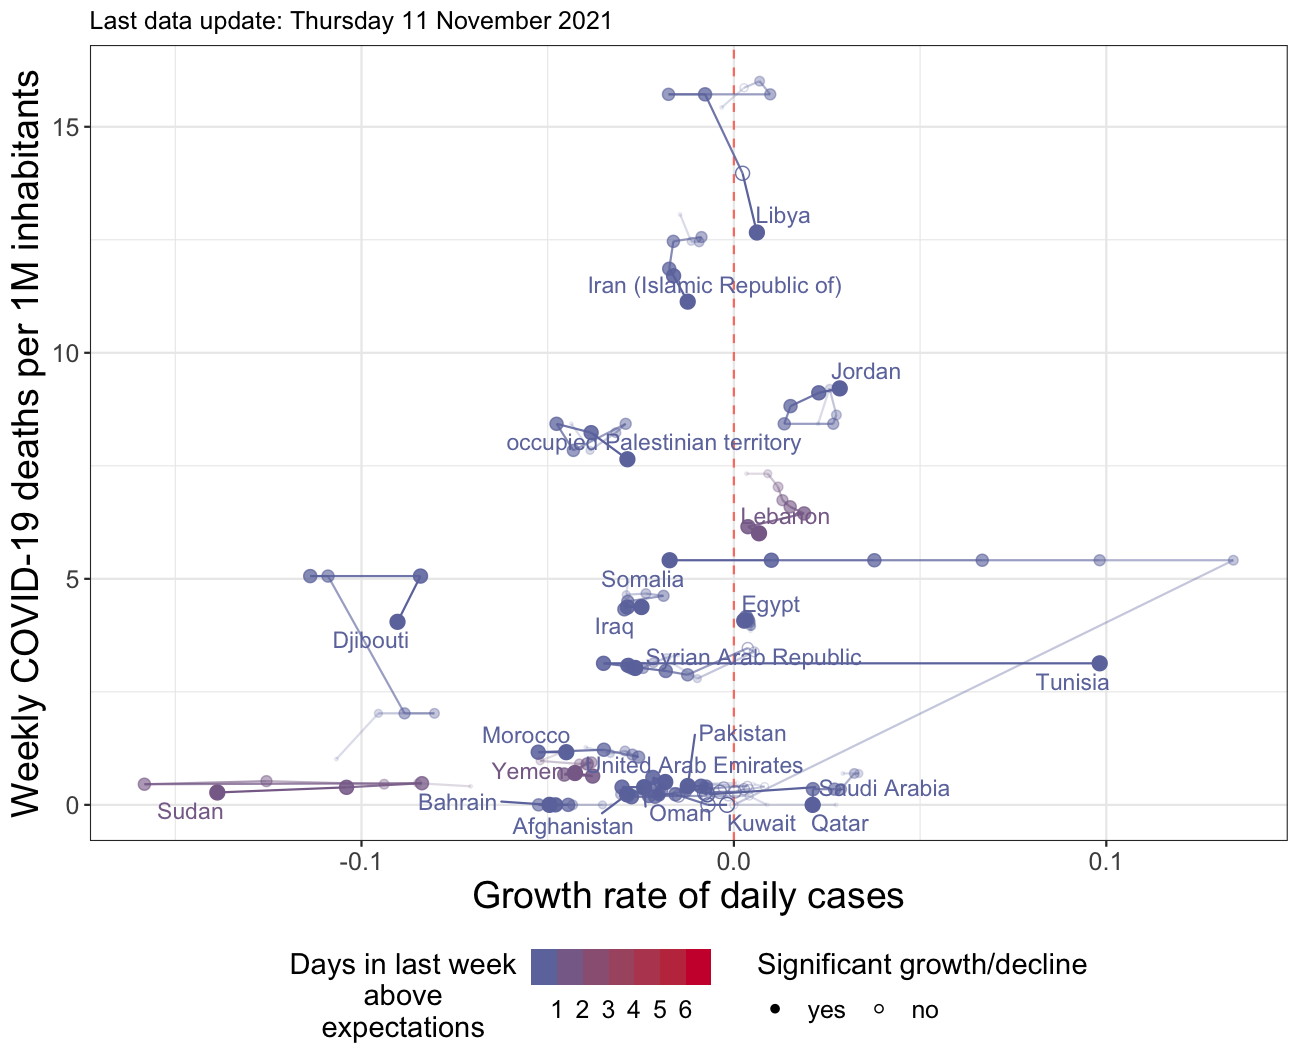 Last data update: Thursday 11 November 2021
Weekly COVID-19 deaths per 1M inhabitants
15
10
5
0
Libya
Iran (Islamic Republic of)
Jordan
occupied Palestinian territory
Lebanon
Somalia
Egypt
Iraq
Djibouti
Syrian Arab Republic
Tunisia
Morocco
Pakistan
Yemen
United Arab Emirates
Sudan
Bahrain
Saudi Arabia
Afghanistan
Oman
Kuwait
Qatar
-0.1
0.0
0.1
Growth rate of daily cases
Days in last week
above
expectations
1 2 3 4 5 6
Significant growth/decline
yes
no